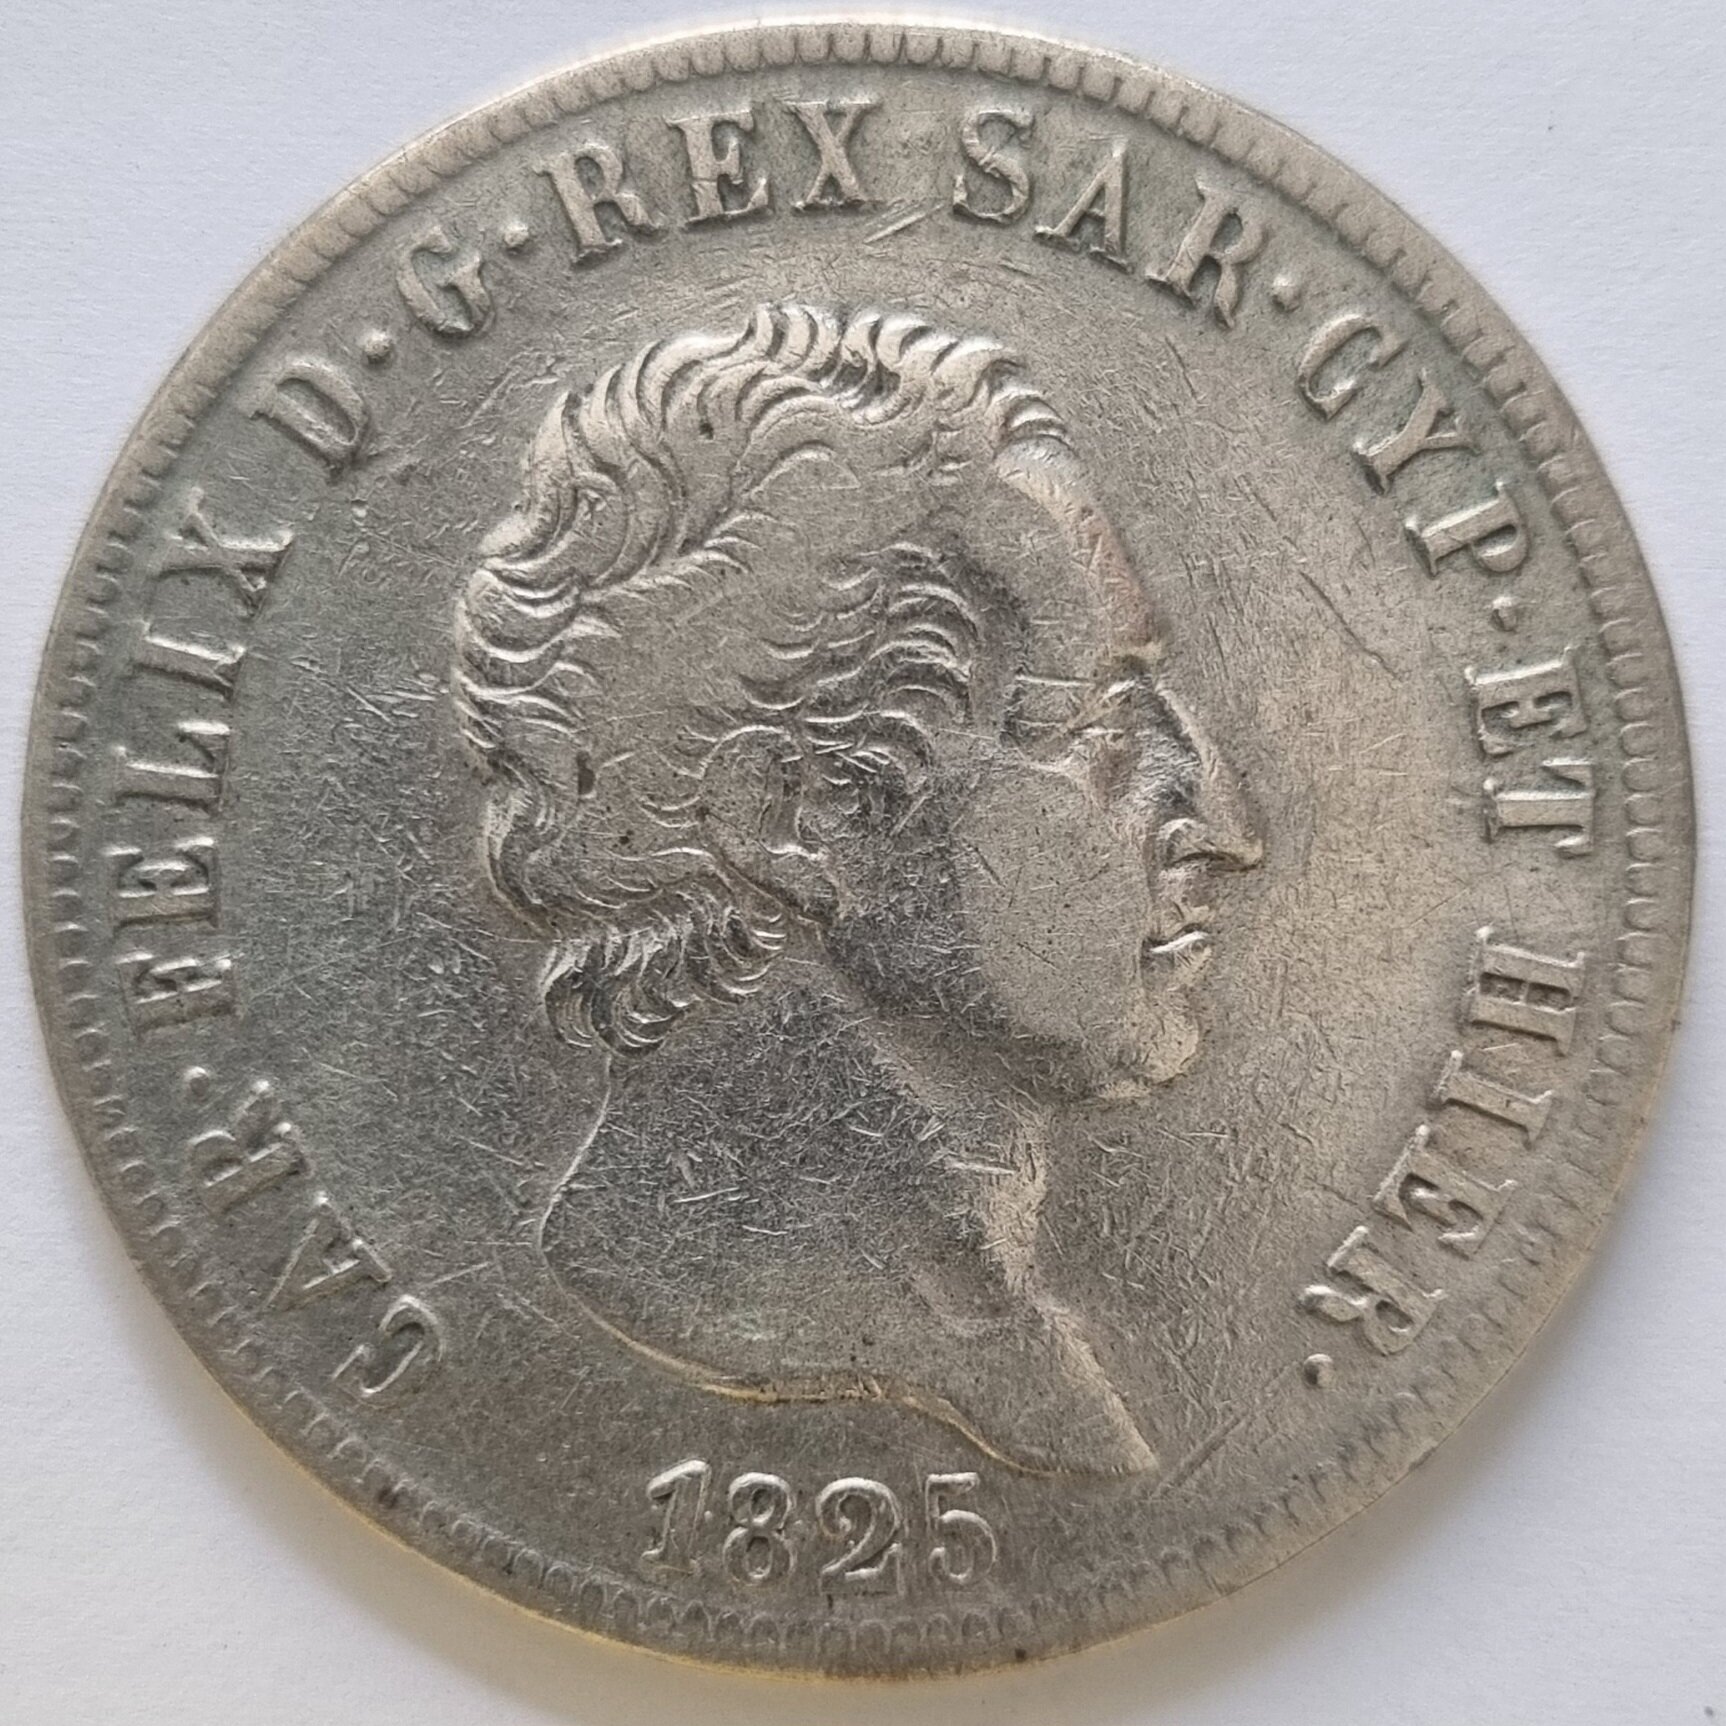 CAR · FELIX D · G · REX SAR · CYP · ET HIER ·
1825